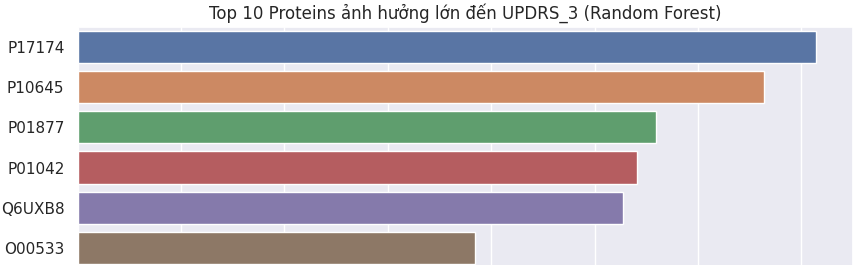 Top 10 Proteins ảnh hưởng lớn đến UPDRS_3 (Random Forest)
P17174
P10645
P01877
P01042
Q6UXB8
O00533